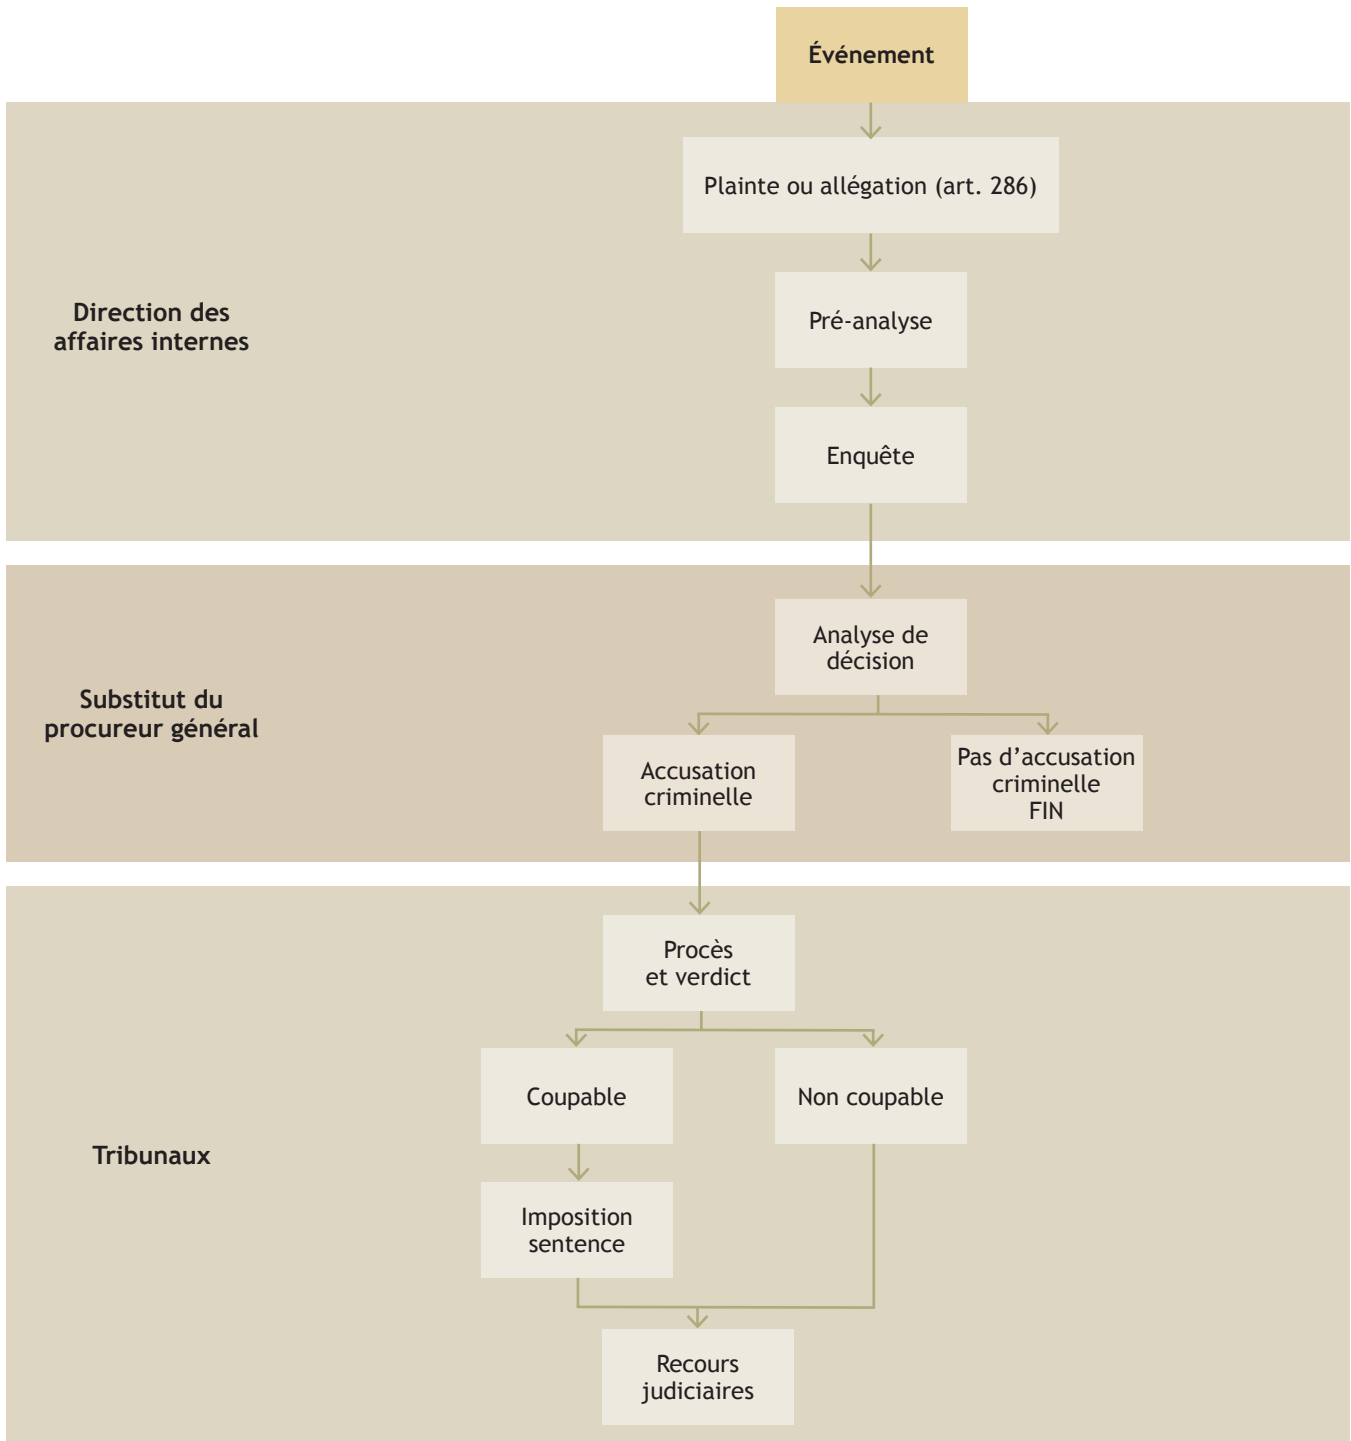 Événement
Plainte ou allégation (art. 286)
Direction des
affaires internes
Pré-analyse
Enquête
Substitut du
procureur général
Analyse de
décision
Accusation
criminelle
Pas d’accusation
criminelle
FIN
Tribunaux
Procès
et verdict
Coupable
Non coupable
Imposition
sentence
Recours
judiciaires